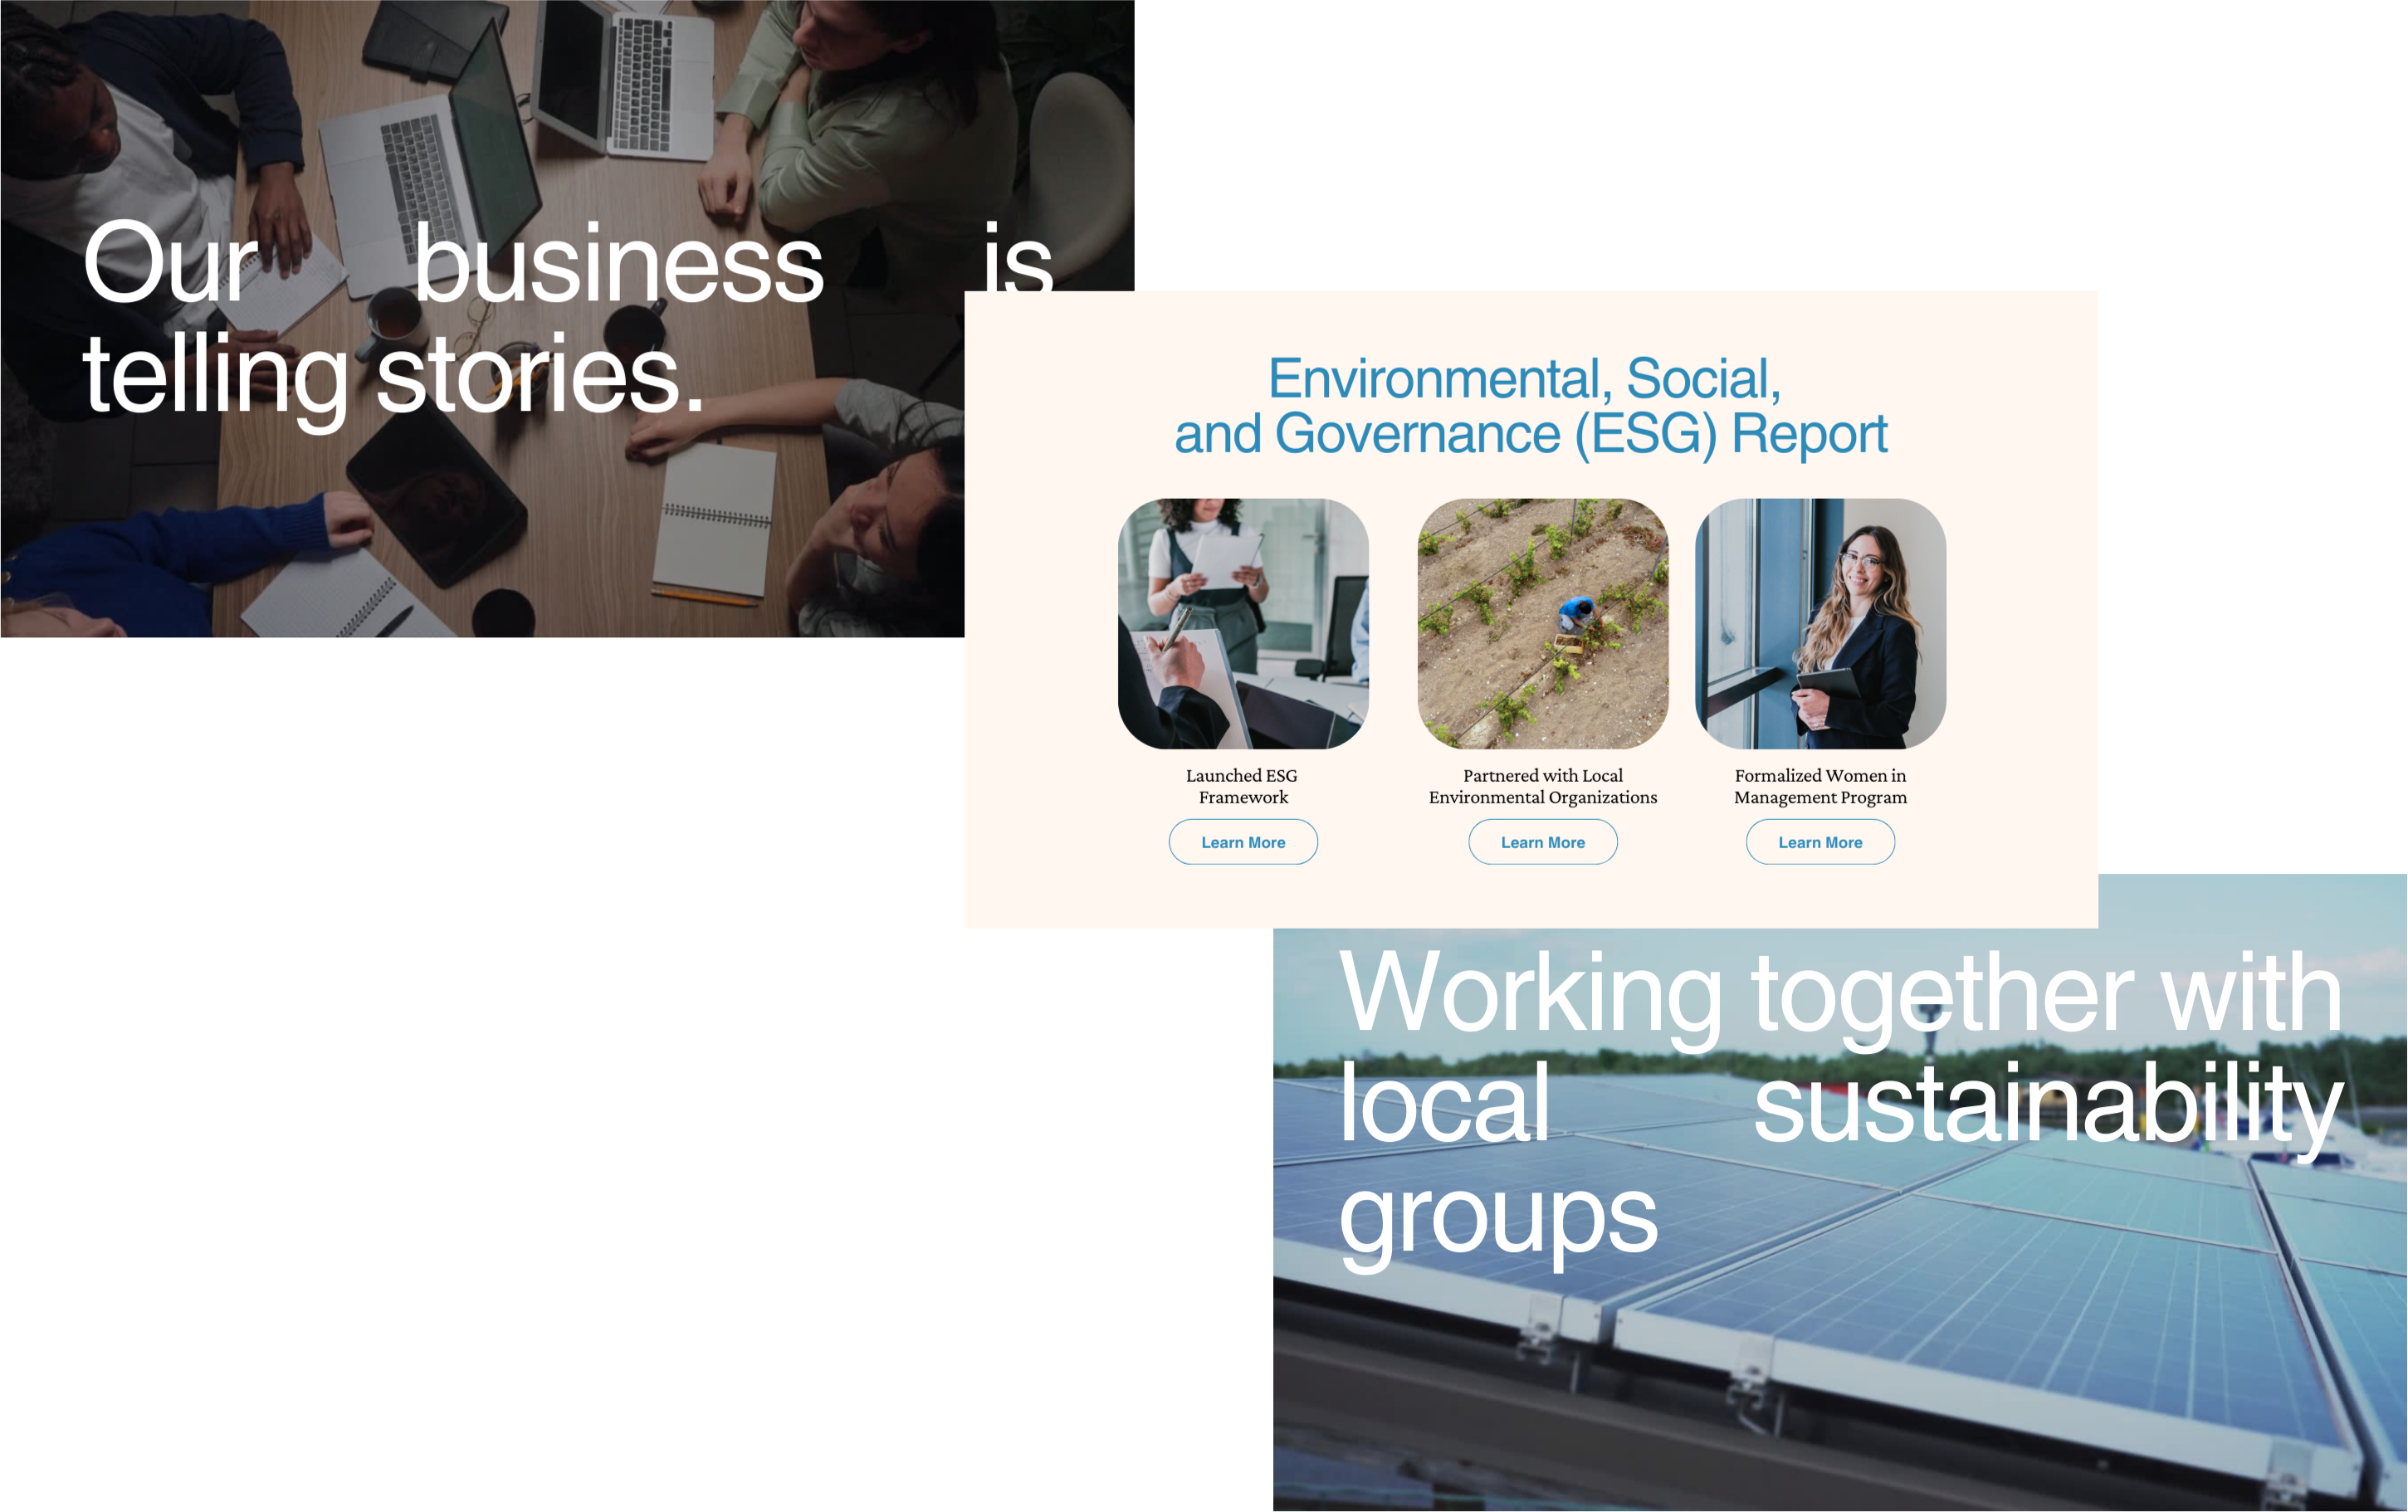 Our business is
telling stories.
Environmental, Social,
and Governance (ESG) Report
Launched ESG
Framework
Learn More
Partnered with Local
Environmental Organizations
Learn More
Formalized Women in
Management Program
Learn More
Working together with
local sustainability
groups